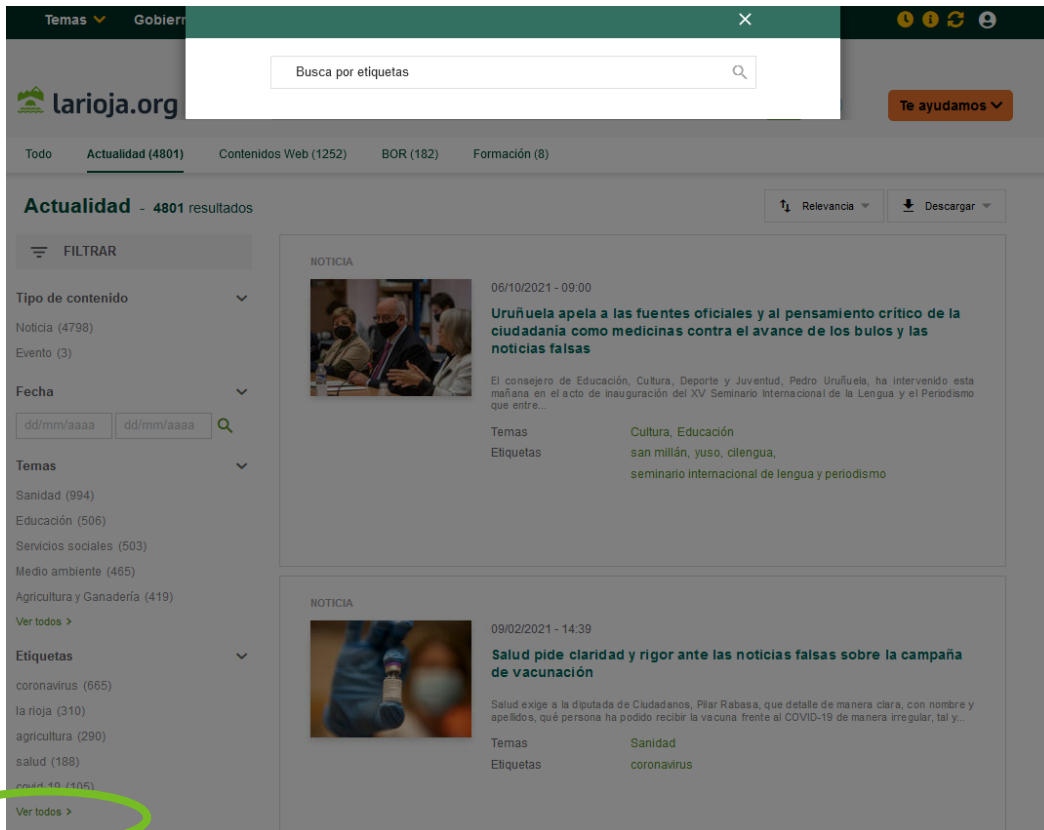 Temas
Gobierr
Busca por etiquetas
larioja.org
Te ayudamos
Todo
Actualidad (4801)
Contenidos Web (1252)
BOR (182)
Formación (8)
Actualidad - 4801 resultados
Relevancia
Descargar
FILTRAR
Tipo de contenido
Noticia (4798)
Evento (3)
Fecha
dd/mm/aaaa
dd/mm/aaaa
Temas
Sanidad (994)
Educación (506)
Servicios sociales (503)
Medio ambiente (465)
Agricultura y Ganadería (419)
Ver todos >
Etiquetas
coronavirus (665)
la rioja (310)
agricultura (290)
salud (188)
covid-19 (105)
Ver todos >
NOTICIA
06/10/2021 - 09:00
Uruñuela apela a las fuentes oficiales y al pensamiento crítico de la
ciudadanía como medicinas contra el avance de los bulos y las
noticias falsas
El consejero de Educación, Cultura, Deporte y Juventud, Pedro Uruñuela, ha intervenido esta
mañana en el acto de inauguración del XV Seminario Internacional de la Lengua y el Periodismo
que entre...
Temas
Cultura, Educación
Etiquetas
san millán, yuso, cilengua,
seminario internacional de lengua y periodismo
NOTICIA
09/02/2021 - 14:39
Salud pide claridad y rigor ante las noticias falsas sobre la campaña
de vacunación
Salud exige a la diputada de Ciudadanos, Pilar Rabasa, que detalle de manera clara, con nombre y
apellidos, qué persona ha podido recibir la vacuna frente al COVID-19 de manera irregular, tal y...
Temas
Sanidad
Etiquetas
coronavirus